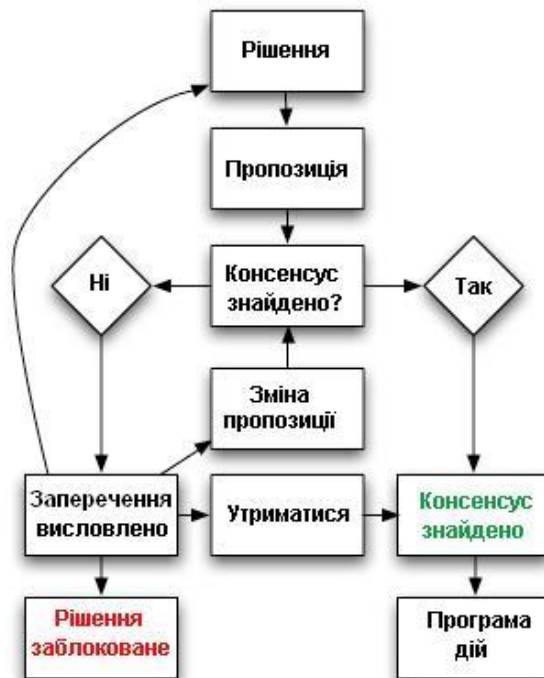 Рішення
Пропозиція
Ні
Консенсус
знайдено?
Так
Зміна
пропозиції
Заперечення
висловлено
Утриматися
Консенсус
знайдено
Рішення
заблоковане
Програма
дій